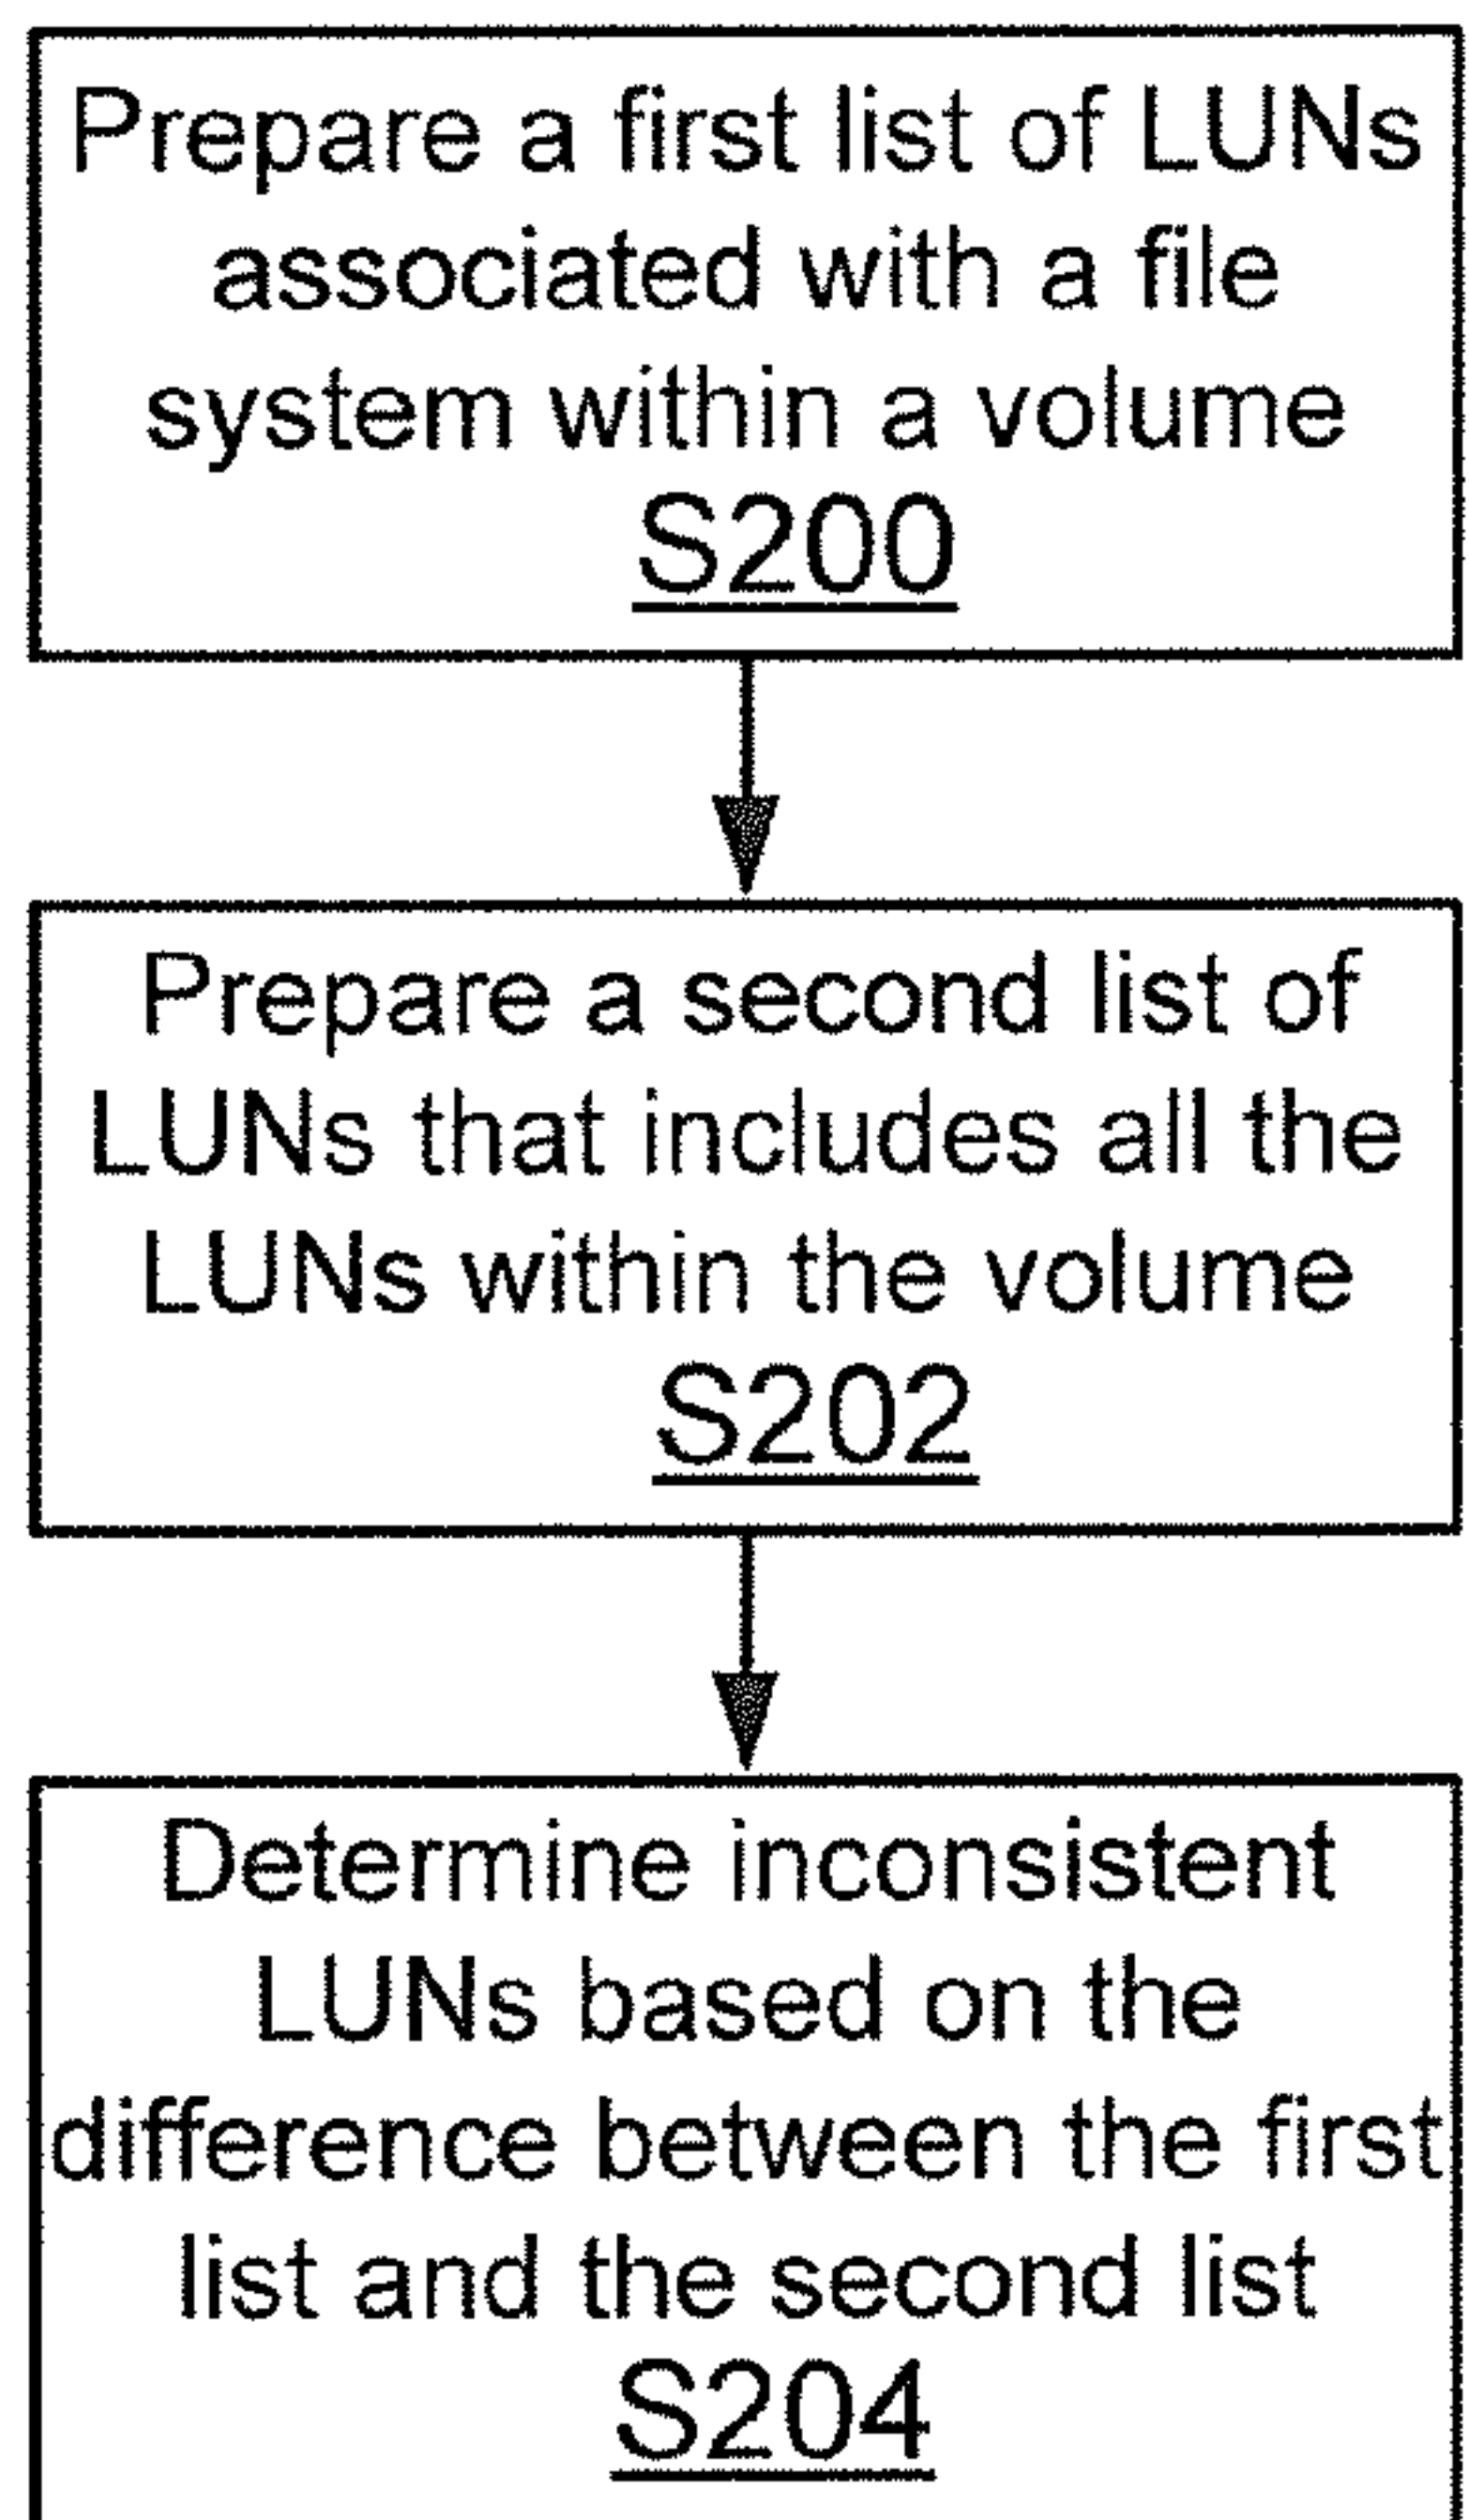 Prepare a first list of LUNs
associated with a file
system within a volume
S200
Prepare a second list of
LUNs that includes all the
LUNs within the volume
S202
Determine inconsistent
LUNs based on the
difference between the first
list and the second list
S204